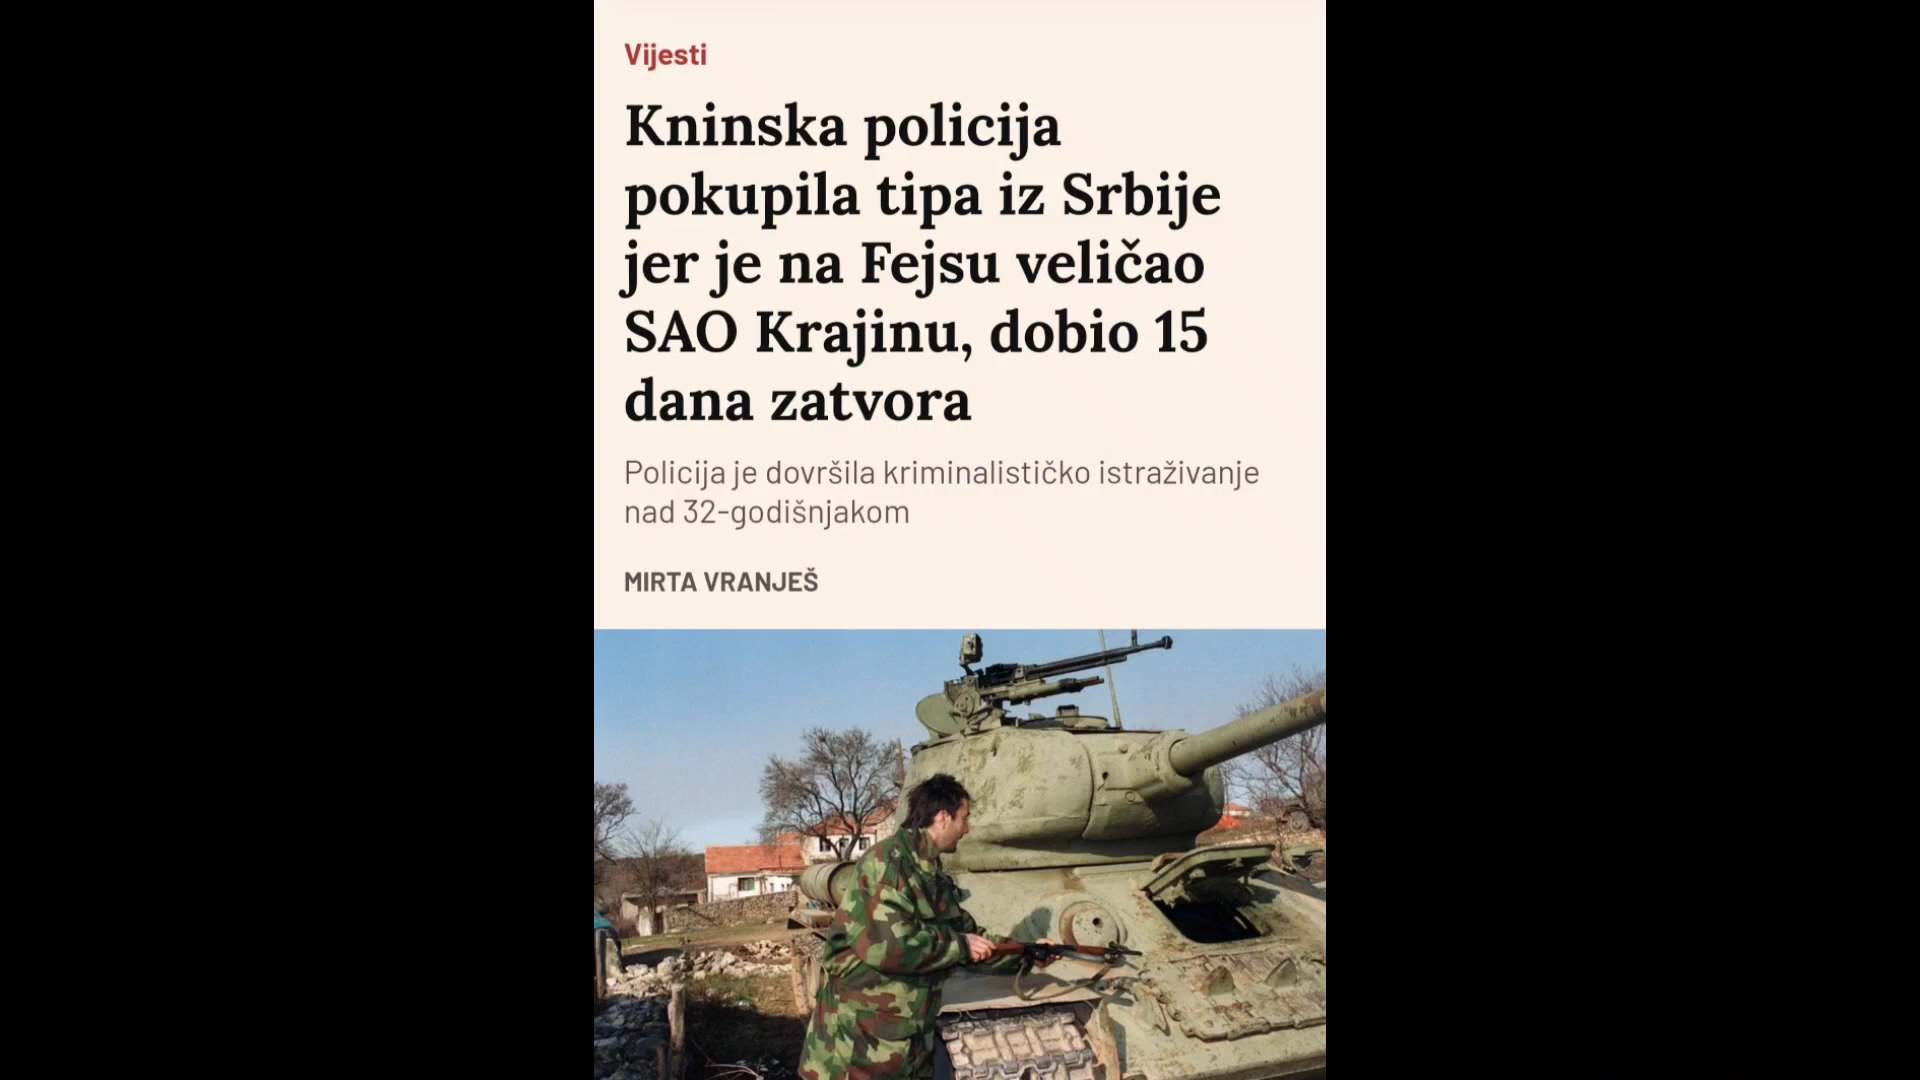 Vijesti
Kninska policija
pokupila tipa iz Srbije
jer je na Fejsu veličao
SAO Krajinu, dobio 15
dana zatvora
Policija je dovršila kriminalističko istraživanje
nad 32-godišnjakom
MIRTA VRANJEŠ